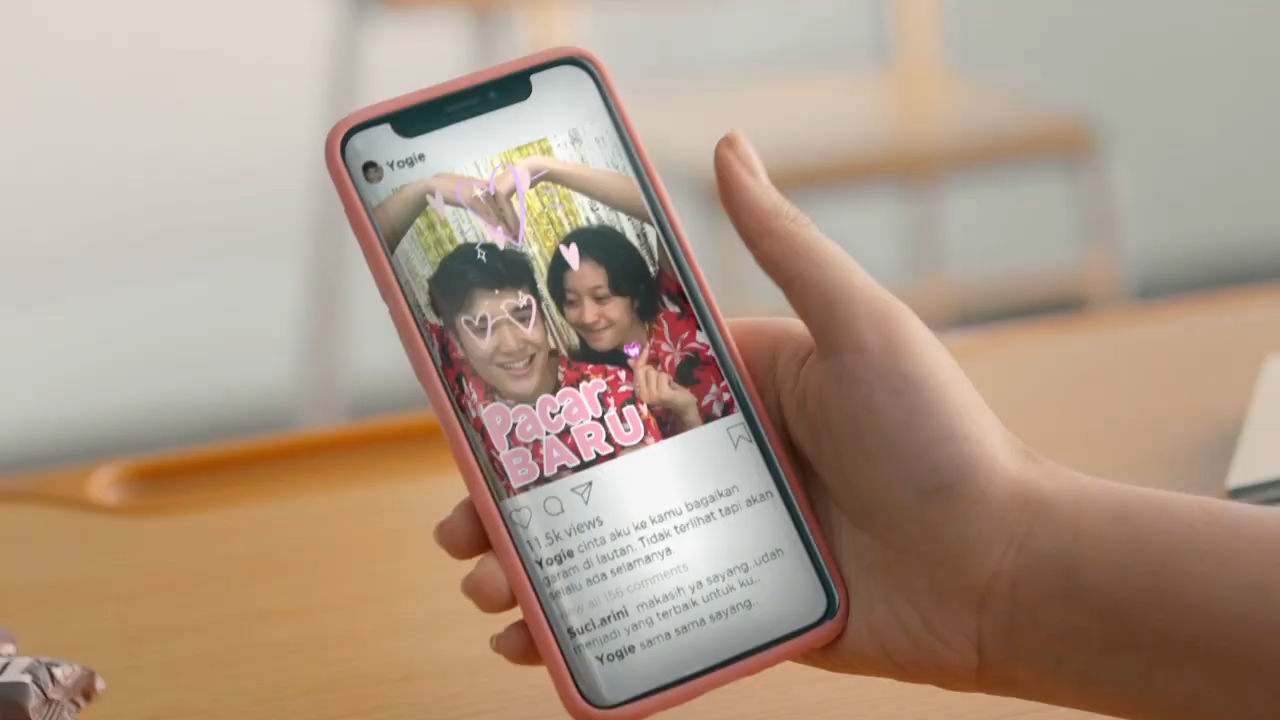 Yogie
Pacar
BARU
11.5k views
Yogie cinta aku ke kamu bagaikan
garam di lautan. Tidak terlihat tapi akan
selalu ada selamanya.
View all 156 comments
Suci.arini makasih ya sayang..udah
menjadi yang terbaik untuk ku...
Yogie sama sama sayang..